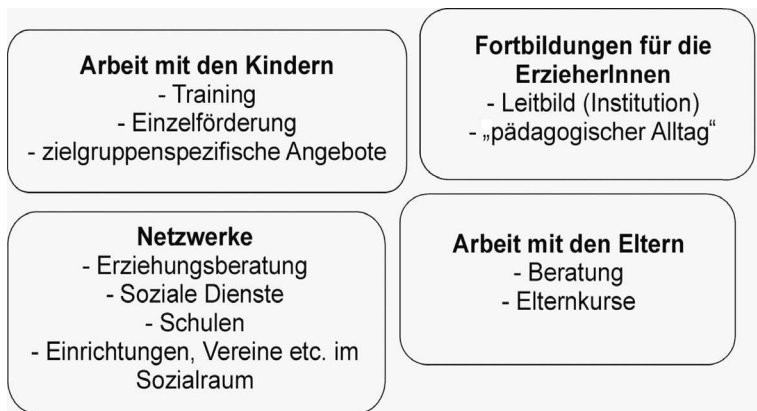 Arbeit mit den Kindern
- Training
- Einzelförderung
- zielgruppenspezifische Angebote
Fortbildungen für die
ErzieherInnen
- Leitbild (Institution)
- „pädagogischer Alltag“
Netzwerke
- Erziehungsberatung
- Soziale Dienste
- Schulen
- Einrichtungen, Vereine etc. im
Sozialraum
Arbeit mit den Eltern
- Beratung
- Elternkurse